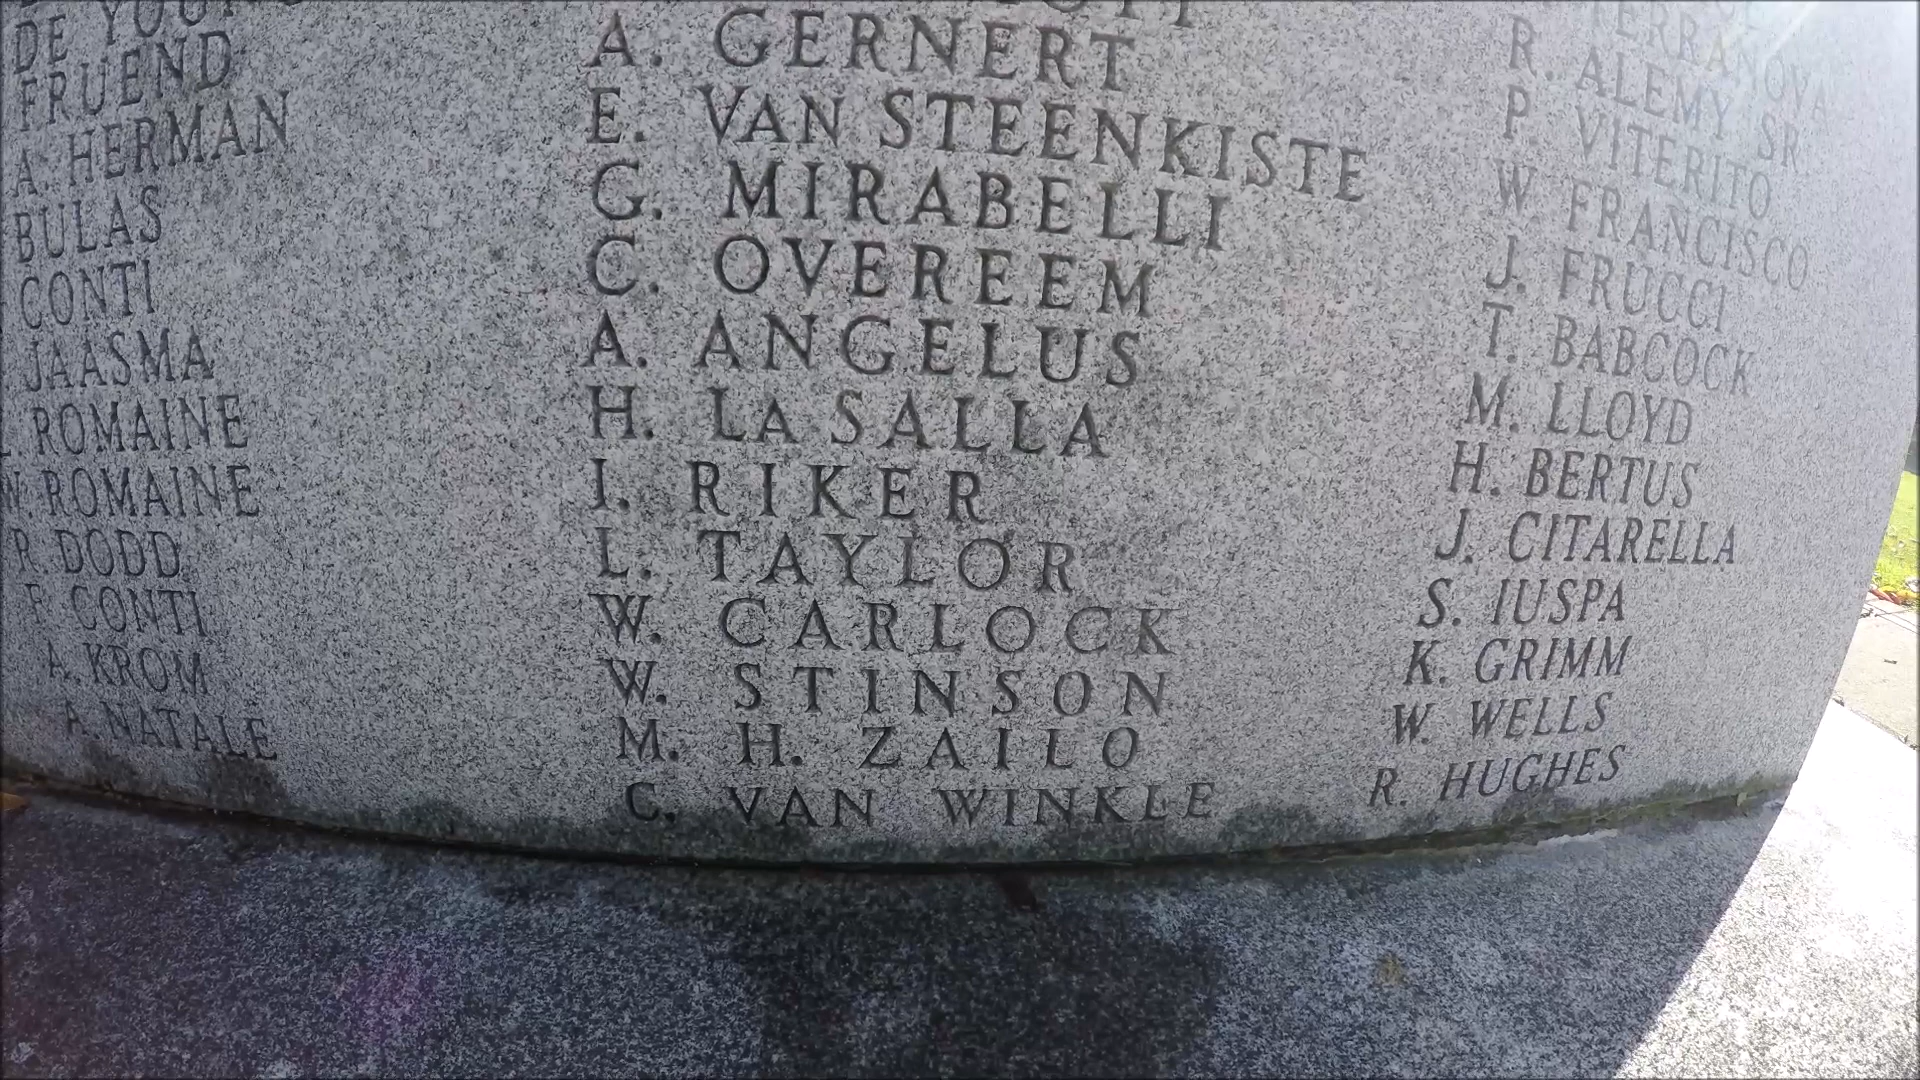 DE YOUNG
FRUEND
A. HERMAN
BULAS
CONTI
JAASMA
ROMAINE
W. ROMAINE
R. DODD
F. CONTI
A. KROM
A. NATALE
A. GERNERT
E. VAN STEENKISTE
G. MIRABELLI
C. OVEREEM
A. ANGELUS
H. LASALLA
I. RIKER
L. TAYLOR
W. CARLOCK
W. STINSON
M. H. ZAILO
C. VAN WINKLE
TERRANOVA
R. ALEMY SR
P. VITERITO
W FRANCISCO
J. FRUCCI
T. BABCOCK
M. LLOYD
H. BERTUS
J. CITARELLA
S. IUSPA
K. GRIMM
W. WELLS
R. HUGHES